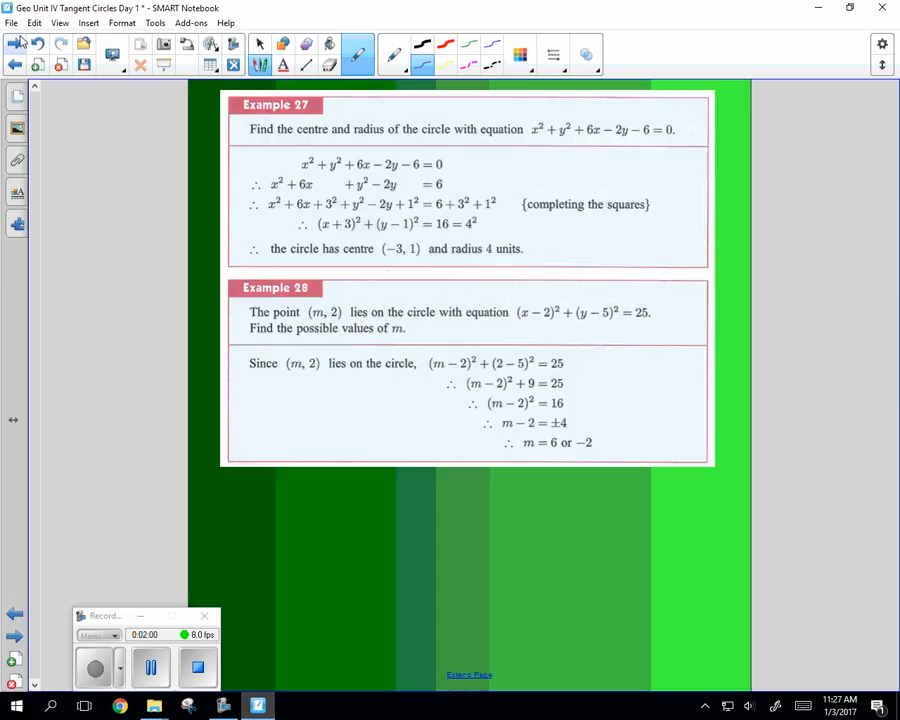 Geo Unit IV Tangent Circles Day 1 * - SMART Notebook
File Edit View Insert Format Tools Add-ons Help
Example 27
Find the centre and radius of the circle with equation x² + y² + 6x − 2y − 6 = 0.
x² + y² + 6x − 2y − 6 = 0
∴ x² + 6x + y² − 2y = 6
∴ x² + 6x + 3² + y² − 2y + 1² = 6 + 3² + 1² {completing the squares}
∴ (x + 3)² + (y − 1)² = 16 = 4²
∴ the circle has centre (−3, 1) and radius 4 units.
Example 28
The point (m, 2) lies on the circle with equation (x − 2)² + (y − 5)² = 25.
Find the possible values of m.
Since (m, 2) lies on the circle, (m − 2)² + (2 − 5)² = 25
∴ (m − 2)² + 9 = 25
∴ (m − 2)² = 16
∴ m − 2 = ±4
∴ m = 6 or −2
Record...
Menu 0:02:00 8.0 fps
Extend Page
11:27 AM
1/3/2017